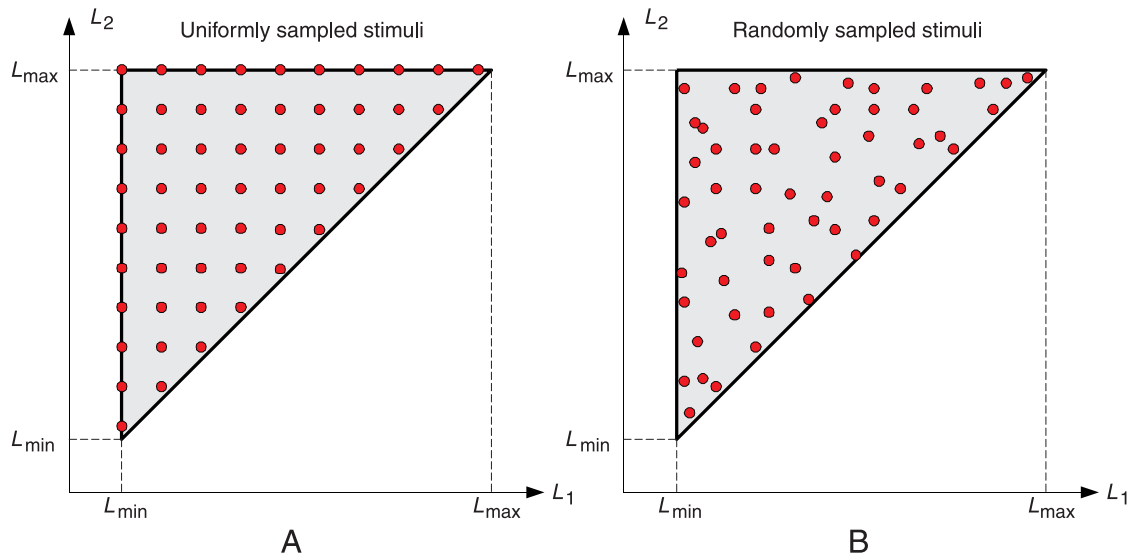 L2
Uniformly sampled stimuli
Lmax
Lmin
Lmin
Lmax
L1
A
L2
Randomly sampled stimuli
Lmax
Lmin
Lmin
Lmax
L1
B